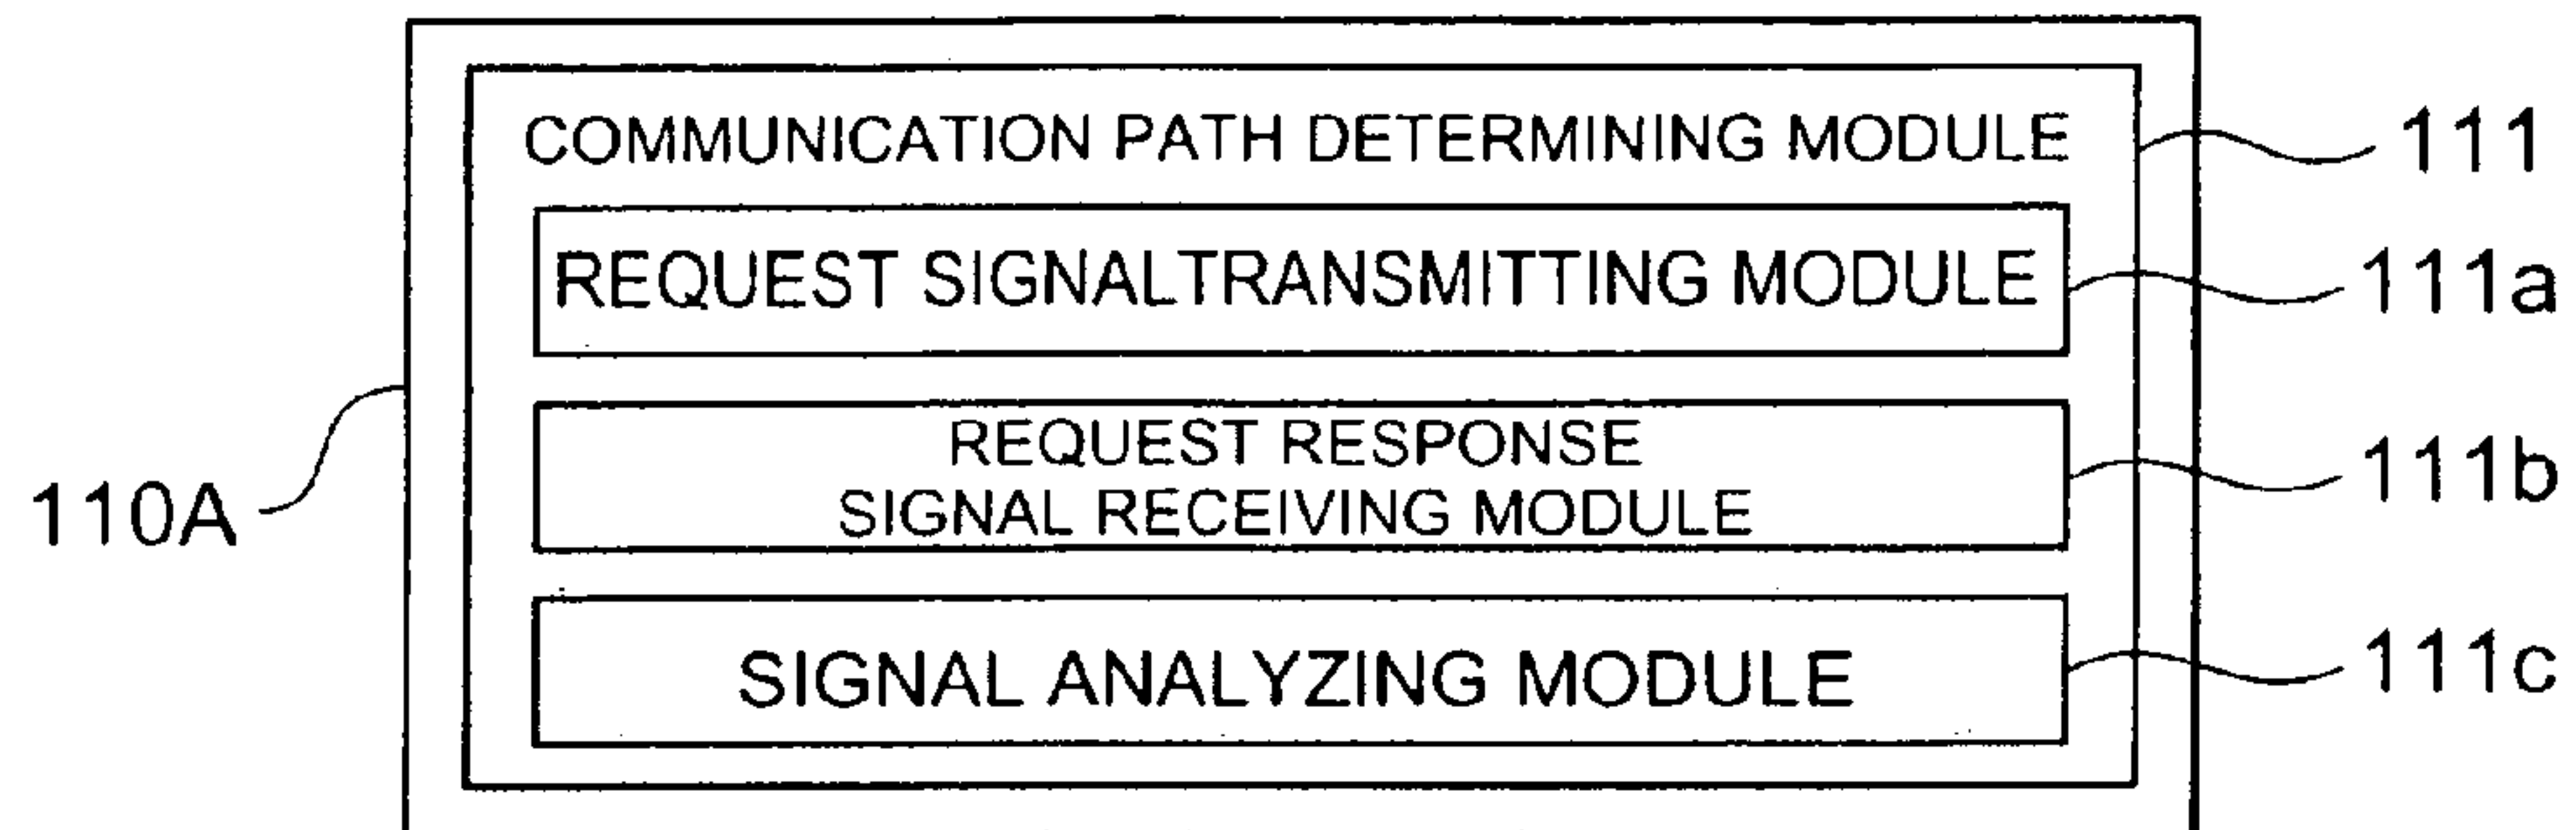 COMMUNICATION PATH DETERMINING MODULE
111
REQUEST SIGNALTRANSMITTING MODULE
111a
REQUEST RESPONSE
SIGNAL RECEIVING MODULE
111b
110A
SIGNAL ANALYZING MODULE
111c